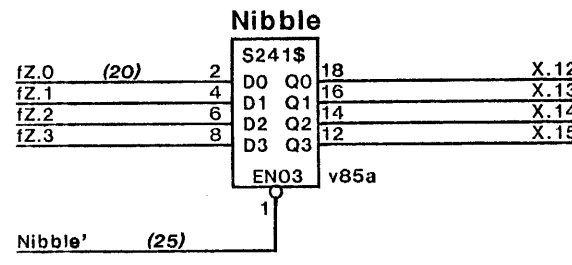 Nibble
S241$
fZ.0 (20) 2 D0 Q0 18 X.12
fZ.1 4 D1 Q1 16 X.13
fZ.2 6 D2 Q2 14 X.14
fZ.3 8 D3 Q3 12 X.15
EN03 v85a
1
Nibble' (25)